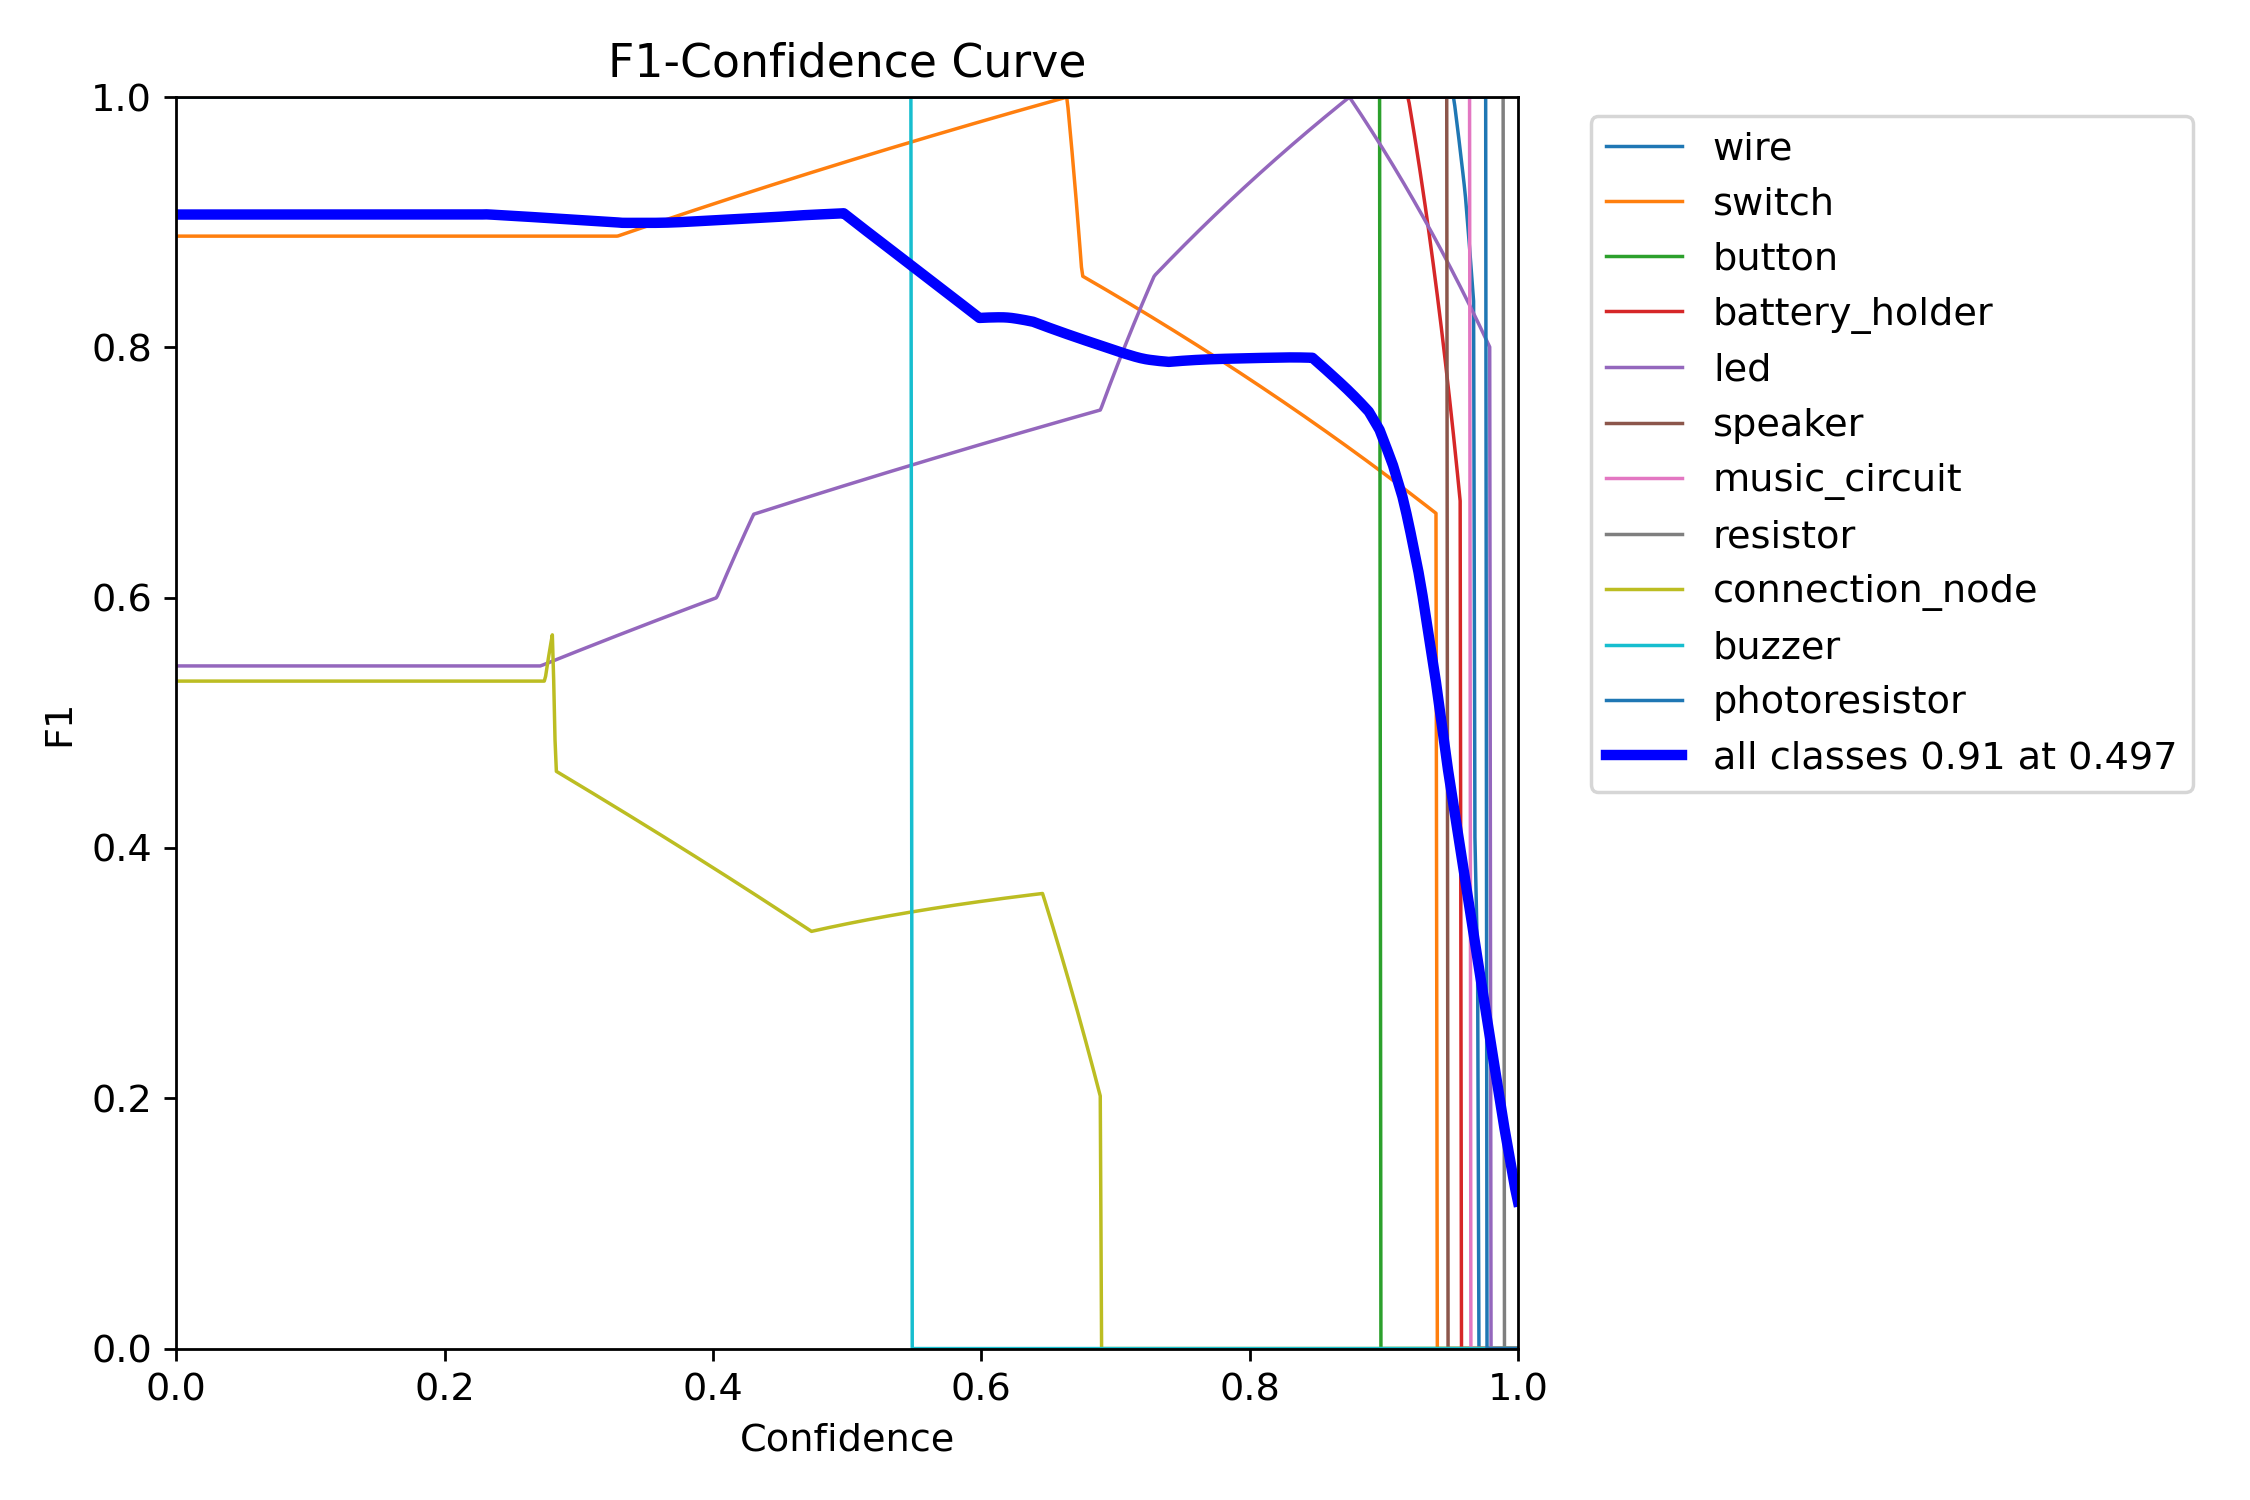 F1-Confidence Curve
1.0
0.8
0.6
0.4
0.2
0.0
F1
0.0 0.2 0.4 0.6 0.8 1.0
Confidence
wire
switch
button
battery_holder
led
speaker
music_circuit
resistor
connection_node
buzzer
photoresistor
all classes 0.91 at 0.497